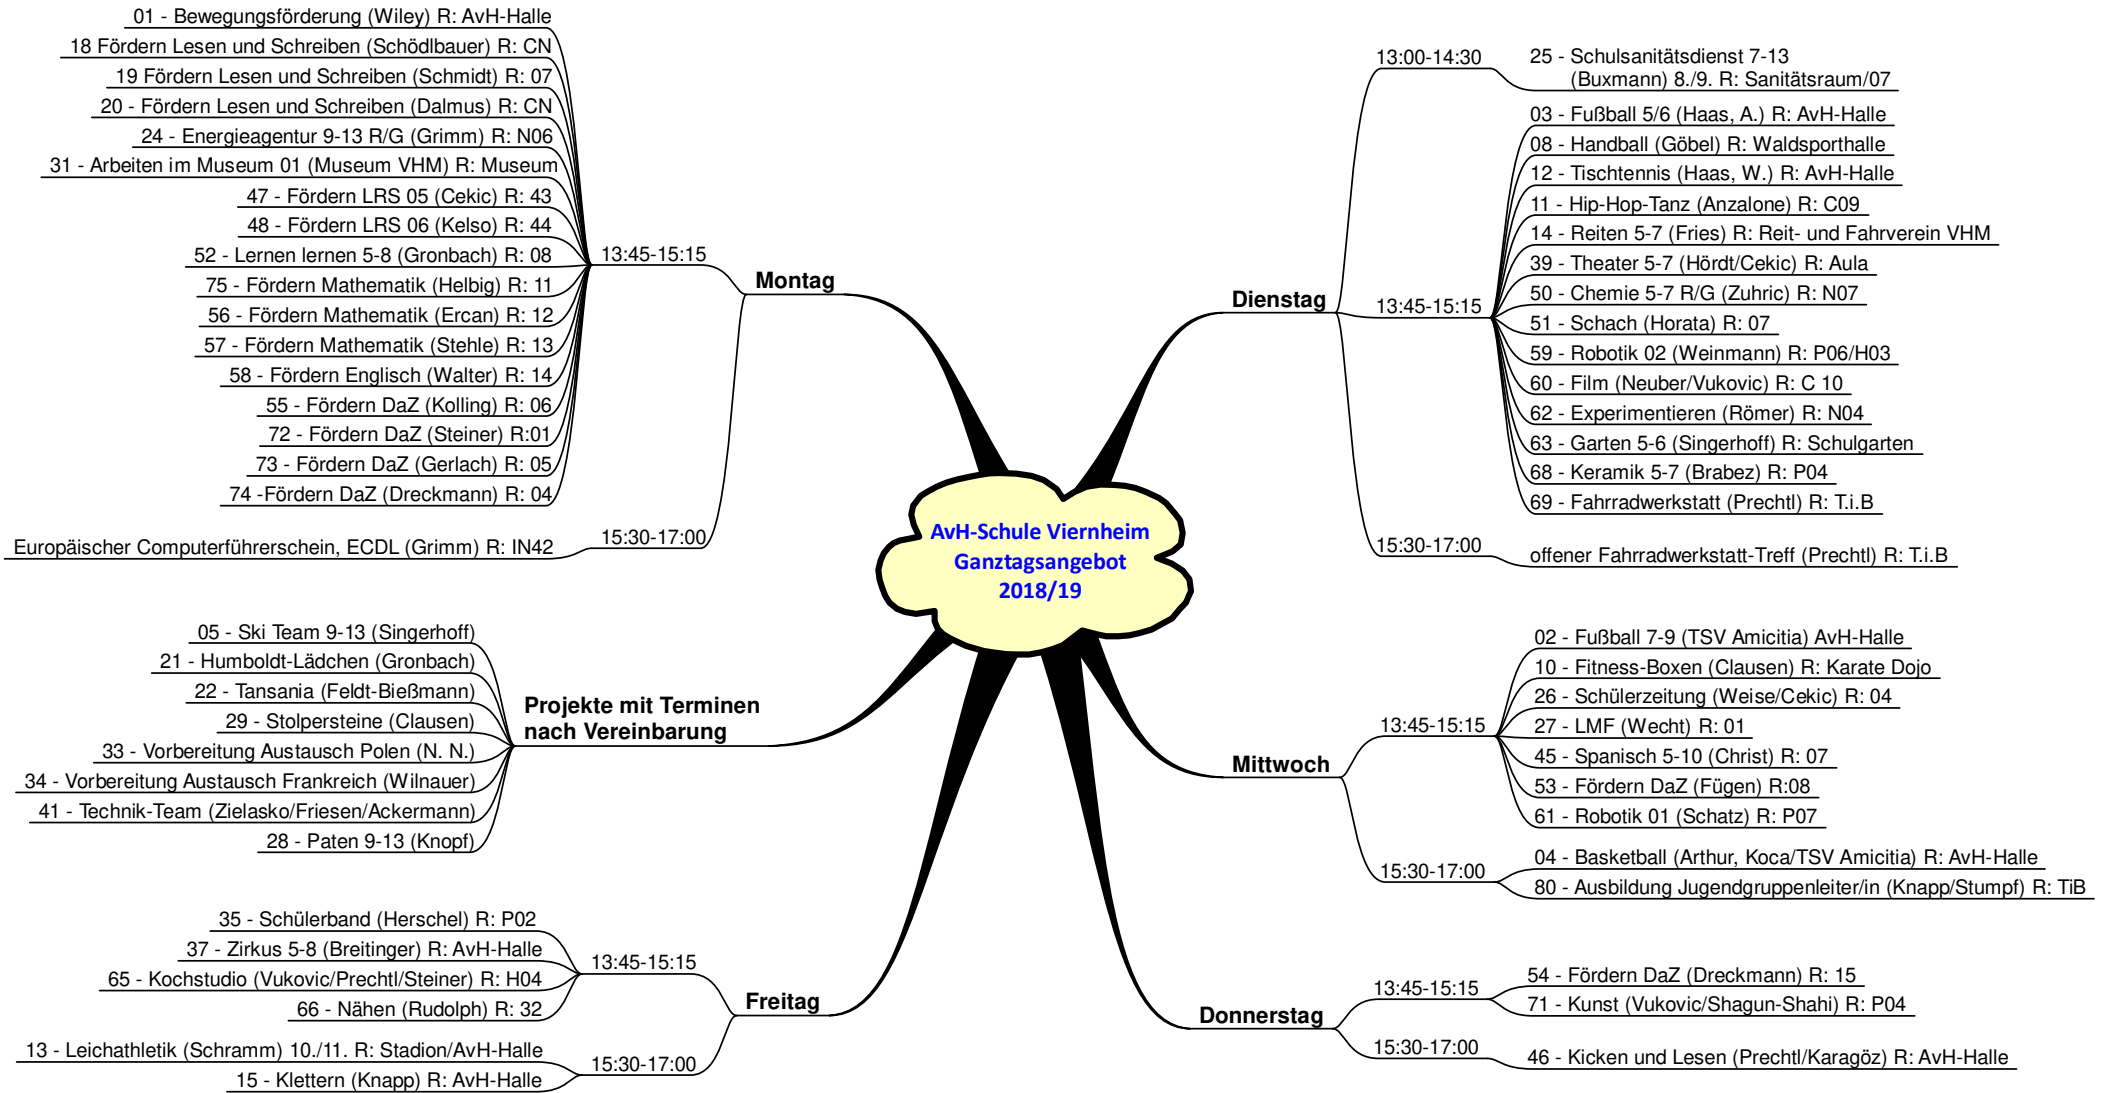 AvH-Schule Viernheim
Ganztagsangebot
2018/19
Montag
13:45-15:15
01 - Bewegungsförderung (Wiley) R: AvH-Halle
18 Fördern Lesen und Schreiben (Schödlbauer) R: CN
19 Fördern Lesen und Schreiben (Schmidt) R: 07
20 - Fördern Lesen und Schreiben (Dalmus) R: CN
24 - Energieagentur 9-13 R/G (Grimm) R: N06
31 - Arbeiten im Museum 01 (Museum VHM) R: Museum
47 - Fördern LRS 05 (Cekic) R: 43
48 - Fördern LRS 06 (Kelso) R: 44
52 - Lernen lernen 5-8 (Gronbach) R: 08
75 - Fördern Mathematik (Helbig) R: 11
56 - Fördern Mathematik (Ercan) R: 12
57 - Fördern Mathematik (Stehle) R: 13
58 - Fördern Englisch (Walter) R: 14
55 - Fördern DaZ (Kolling) R: 06
72 - Fördern DaZ (Steiner) R:01
73 - Fördern DaZ (Gerlach) R: 05
74 -Fördern DaZ (Dreckmann) R: 04
15:30-17:00
Europäischer Computerführerschein, ECDL (Grimm) R: IN42
Dienstag
13:00-14:30
25 - Schulsanitätsdienst 7-13
(Buxmann) 8./9. R: Sanitätsraum/07
13:45-15:15
03 - Fußball 5/6 (Haas, A.) R: AvH-Halle
08 - Handball (Göbel) R: Waldsporthalle
12 - Tischtennis (Haas, W.) R: AvH-Halle
11 - Hip-Hop-Tanz (Anzalone) R: C09
14 - Reiten 5-7 (Fries) R: Reit- und Fahrverein VHM
39 - Theater 5-7 (Hördt/Cekic) R: Aula
50 - Chemie 5-7 R/G (Zuhric) R: N07
51 - Schach (Horata) R: 07
59 - Robotik 02 (Weinmann) R: P06/H03
60 - Film (Neuber/Vukovic) R: C 10
62 - Experimentieren (Römer) R: N04
63 - Garten 5-6 (Singerhoff) R: Schulgarten
68 - Keramik 5-7 (Brabez) R: P04
69 - Fahrradwerkstatt (Prechtl) R: T.i.B
15:30-17:00
offener Fahrradwerkstatt-Treff (Prechtl) R: T.i.B
Mittwoch
13:45-15:15
02 - Fußball 7-9 (TSV Amicitia) AvH-Halle
10 - Fitness-Boxen (Clausen) R: Karate Dojo
26 - Schülerzeitung (Weise/Cekic) R: 04
27 - LMF (Wecht) R: 01
45 - Spanisch 5-10 (Christ) R: 07
53 - Fördern DaZ (Fügen) R:08
61 - Robotik 01 (Schatz) R: P07
15:30-17:00
04 - Basketball (Arthur, Koca/TSV Amicitia) R: AvH-Halle
80 - Ausbildung Jugendgruppenleiter/in (Knapp/Stumpf) R: TiB
Donnerstag
13:45-15:15
54 - Fördern DaZ (Dreckmann) R: 15
71 - Kunst (Vukovic/Shagun-Shahi) R: P04
15:30-17:00
46 - Kicken und Lesen (Prechtl/Karagöz) R: AvH-Halle
Freitag
13:45-15:15
35 - Schülerband (Herschel) R: P02
37 - Zirkus 5-8 (Breitinger) R: AvH-Halle
65 - Kochstudio (Vukovic/Prechtl/Steiner) R: H04
66 - Nähen (Rudolph) R: 32
15:30-17:00
13 - Leichathletik (Schramm) 10./11. R: Stadion/AvH-Halle
15 - Klettern (Knapp) R: AvH-Halle
Projekte mit Terminen
nach Vereinbarung
05 - Ski Team 9-13 (Singerhoff)
21 - Humboldt-Lädchen (Gronbach)
22 - Tansania (Feldt-Bießmann)
29 - Stolpersteine (Clausen)
33 - Vorbereitung Austausch Polen (N. N.)
34 - Vorbereitung Austausch Frankreich (Wilnauer)
41 - Technik-Team (Zielasko/Friesen/Ackermann)
28 - Paten 9-13 (Knopf)